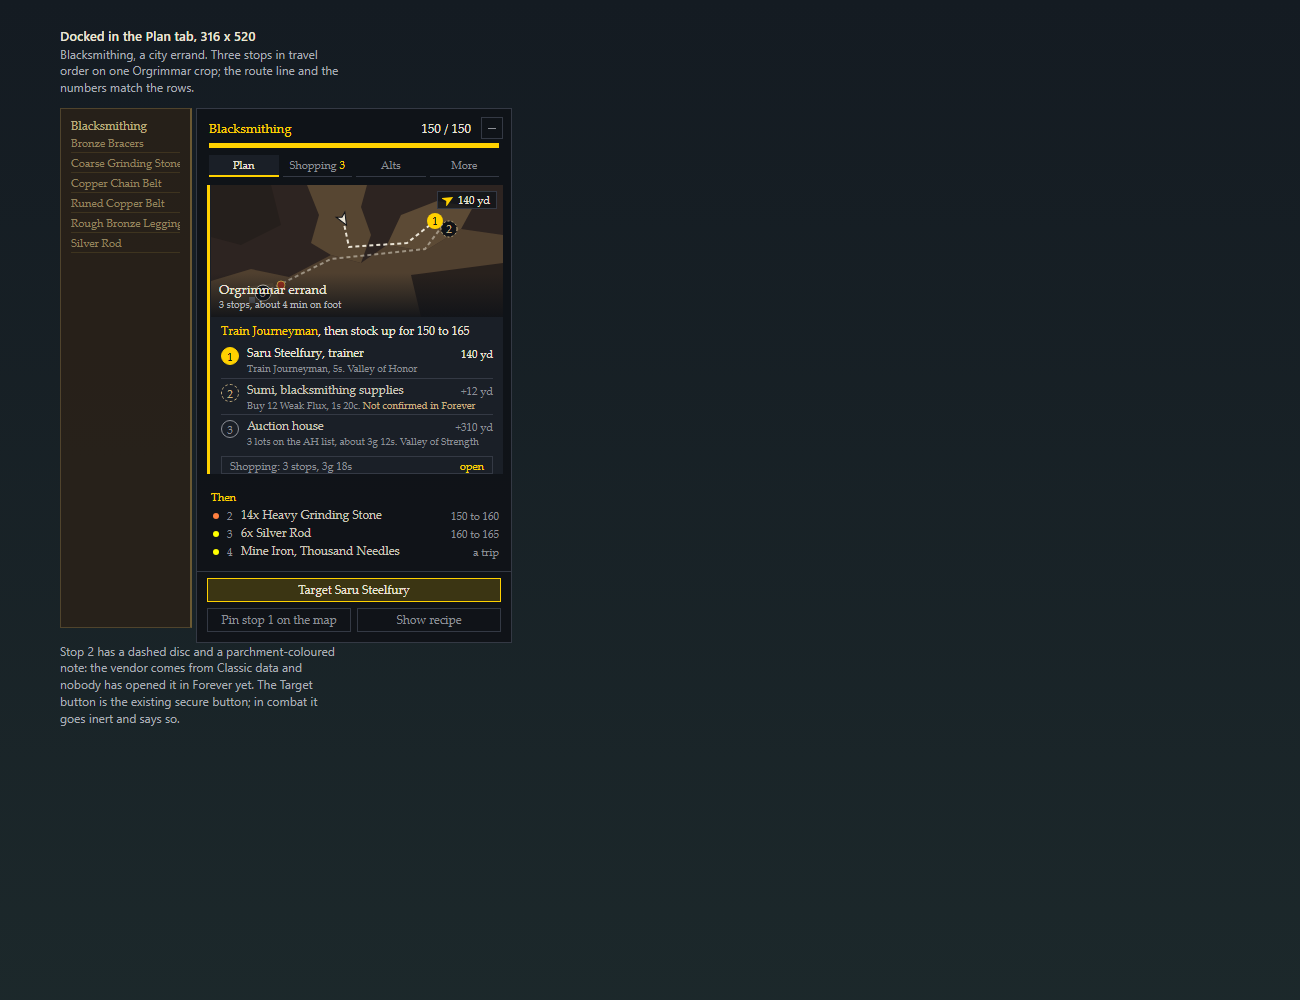 Docked in the Plan tab, 316 x 520
Blacksmithing, a city errand. Three stops in travel
order on one Orgrimmar crop; the route line and the
numbers match the rows.
Blacksmithing
Bronze Bracers
Coarse Grinding Stone
Copper Chain Belt
Runed Copper Belt
Rough Bronze Legging
Silver Rod
Blacksmithing 150 / 150 –
Plan Shopping 3 Alts More
140 yd
1
2
Orgrimmar errand
3 stops, about 4 min on foot
Train Journeyman, then stock up for 150 to 165
1 Saru Steelfury, trainer 140 yd
Train Journeyman, 5s. Valley of Honor
2 Sumi, blacksmithing supplies +12 yd
Buy 12 Weak Flux, 1s 20c. Not confirmed in Forever
3 Auction house +310 yd
3 lots on the AH list, about 3g 12s. Valley of Strength
Shopping: 3 stops, 3g 18s open
Then
2 14x Heavy Grinding Stone 150 to 160
3 6x Silver Rod 160 to 165
4 Mine Iron, Thousand Needles a trip
Target Saru Steelfury
Pin stop 1 on the map Show recipe
Stop 2 has a dashed disc and a parchment-coloured
note: the vendor comes from Classic data and
nobody has opened it in Forever yet. The Target
button is the existing secure button; in combat it
goes inert and says so.